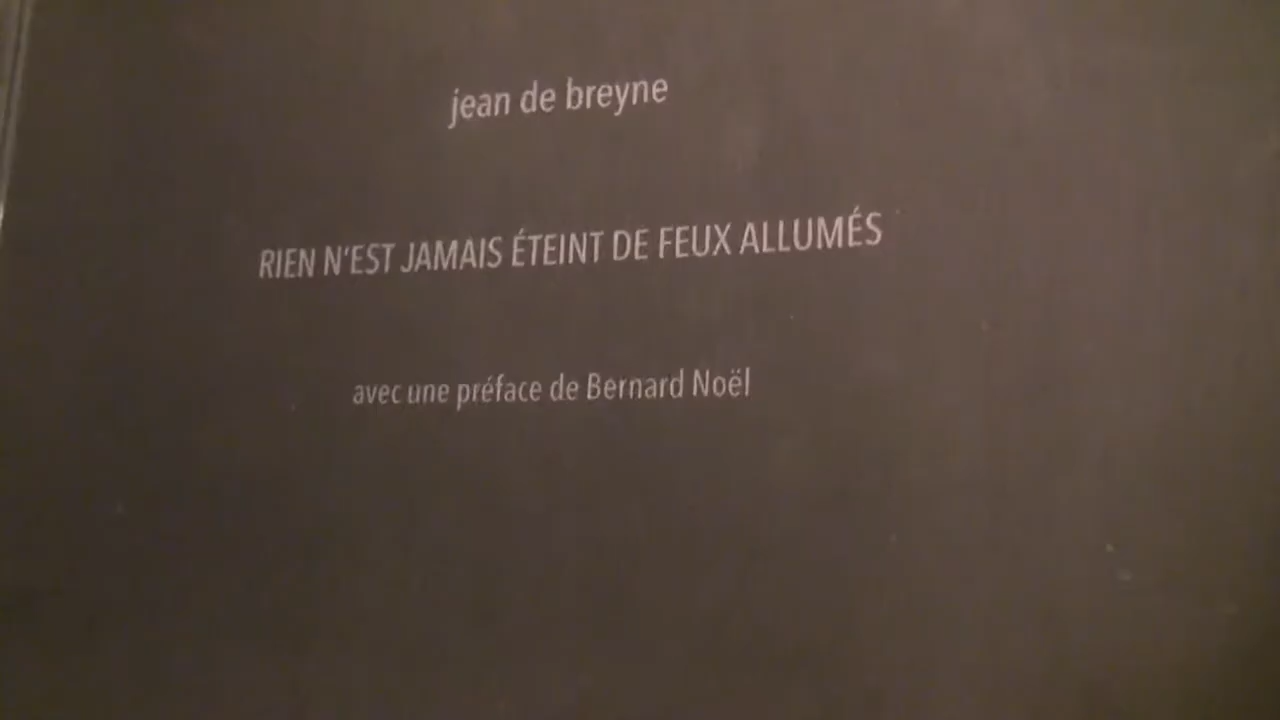 jean de breyne
RIEN N'EST JAMAIS ÉTEINT DE FEUX ALLUMÉS
avec une préface de Bernard Noël